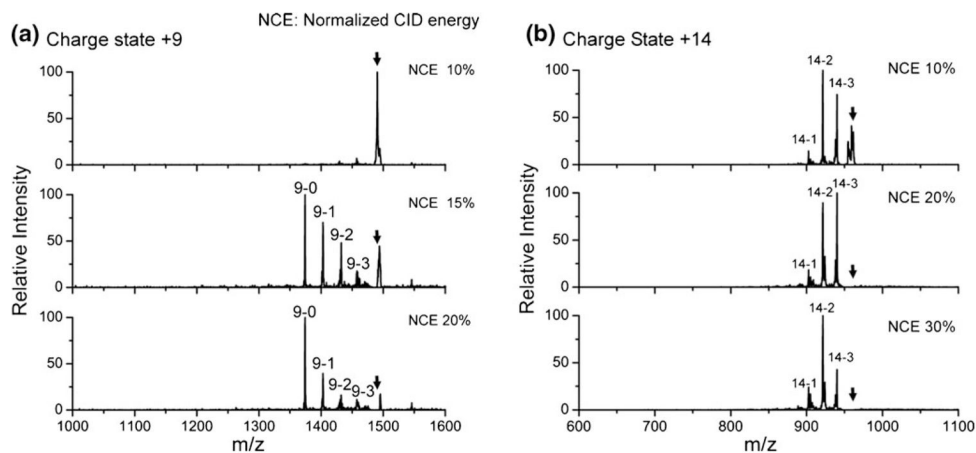 NCE: Normalized CID energy
(a) Charge state +9
NCE 10%
100
50
0
9-0
9-1
9-2
9-3
NCE 15%
100
50
0
9-0
9-1
9-2
9-3
NCE 20%
100
50
0
Relative Intensity
1000 1100 1200 1300 1400 1500 1600
m/z
(b) Charge State +14
NCE 10%
14-2
14-3
14-1
100
50
0
NCE 20%
14-3
14-2
14-1
100
50
0
NCE 30%
14-2
14-3
14-1
100
50
0
Relative Intensity
600 700 800 900 1000 1100
m/z